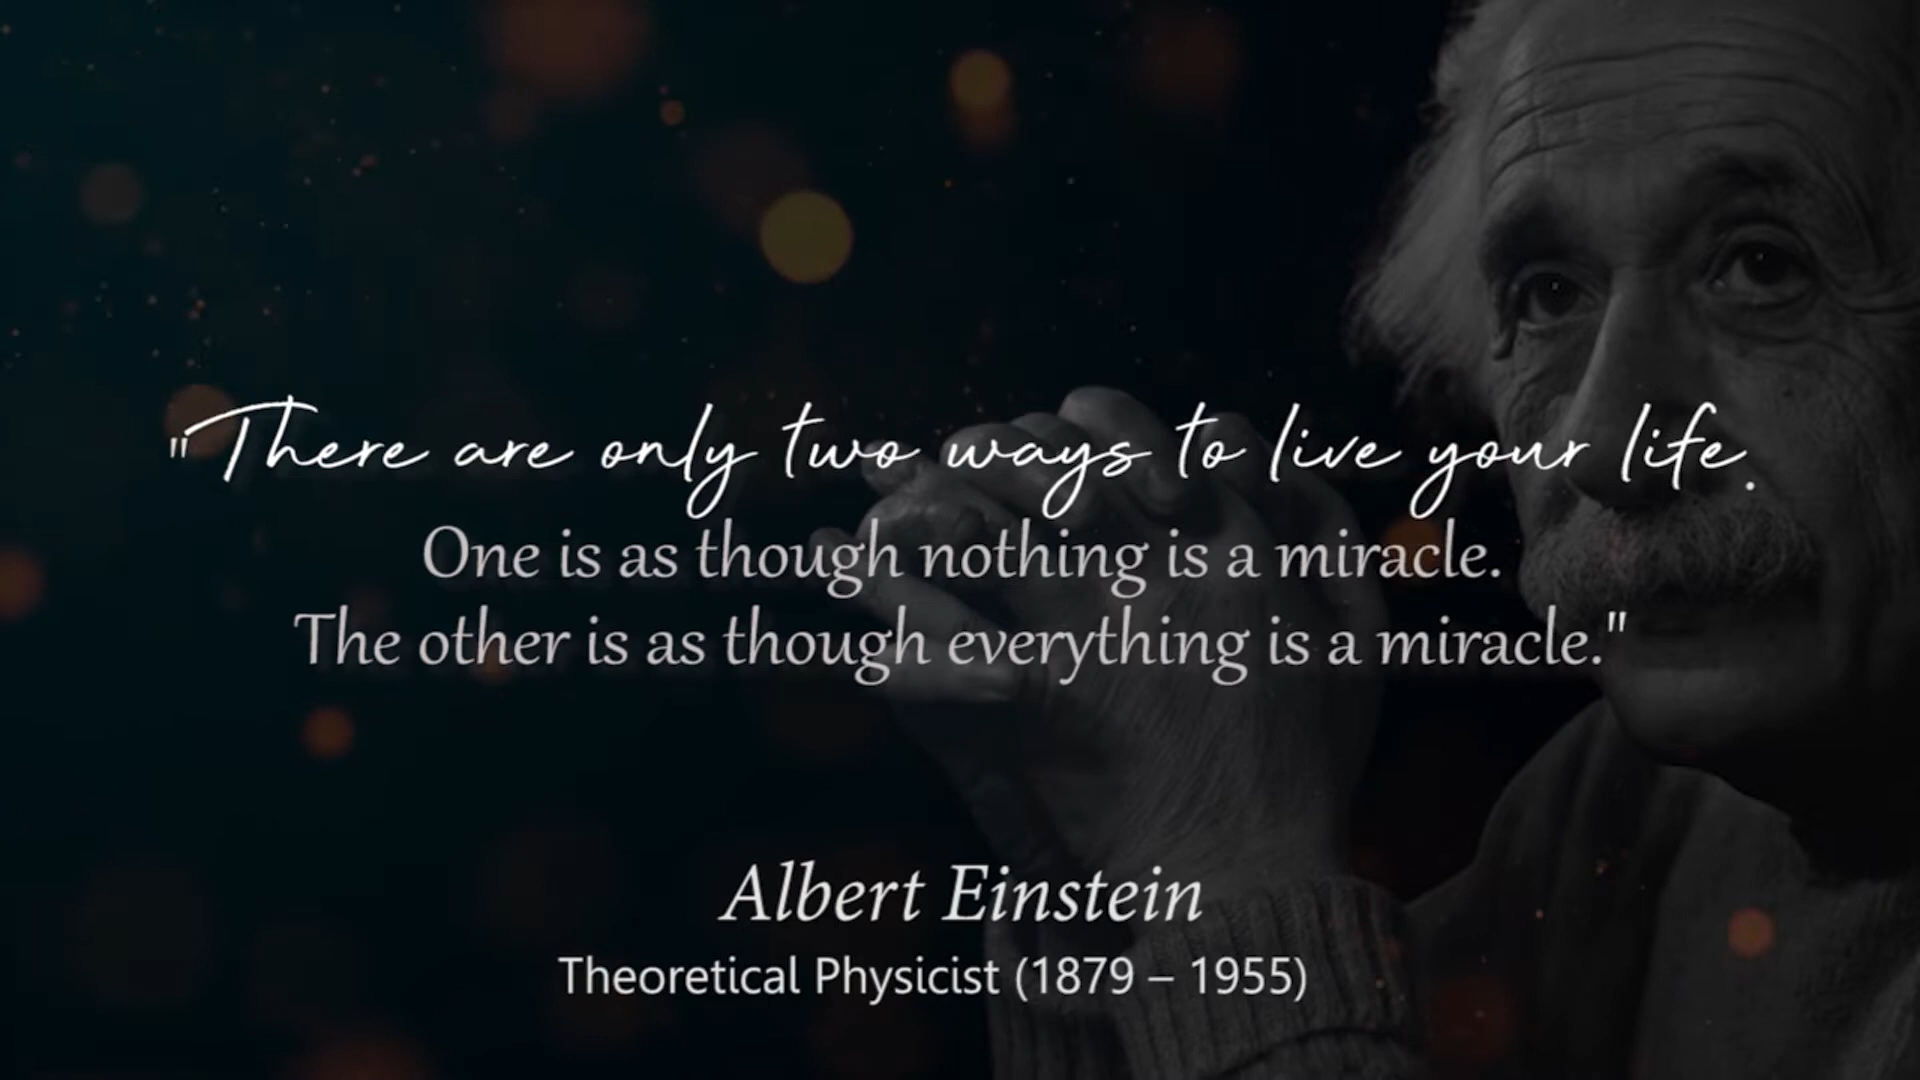 "There are only two ways to live your life.
One is as though nothing is a miracle.
The other is as though everything is a miracle."
Albert Einstein
Theoretical Physicist (1879 – 1955)